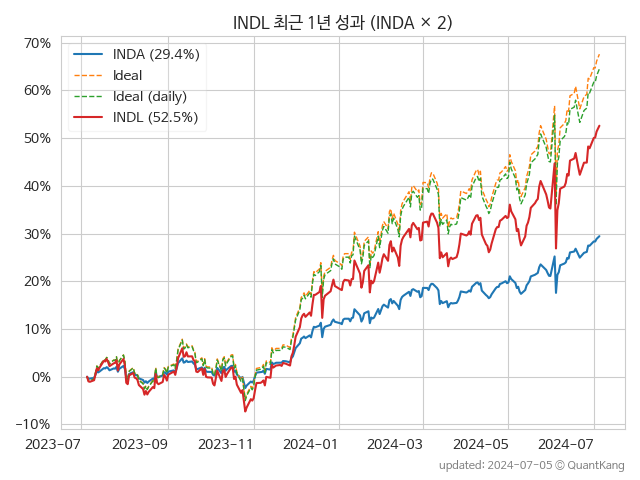 INDL 최근 1년 성과 (INDA × 2)
INDA (29.4%)
Ideal
Ideal (daily)
INDL (52.5%)
70%
60%
50%
40%
30%
20%
10%
0%
−10%
2023-07 2023-09 2023-11 2024-01 2024-03 2024-05 2024-07
updated: 2024-07-05 © QuantKang